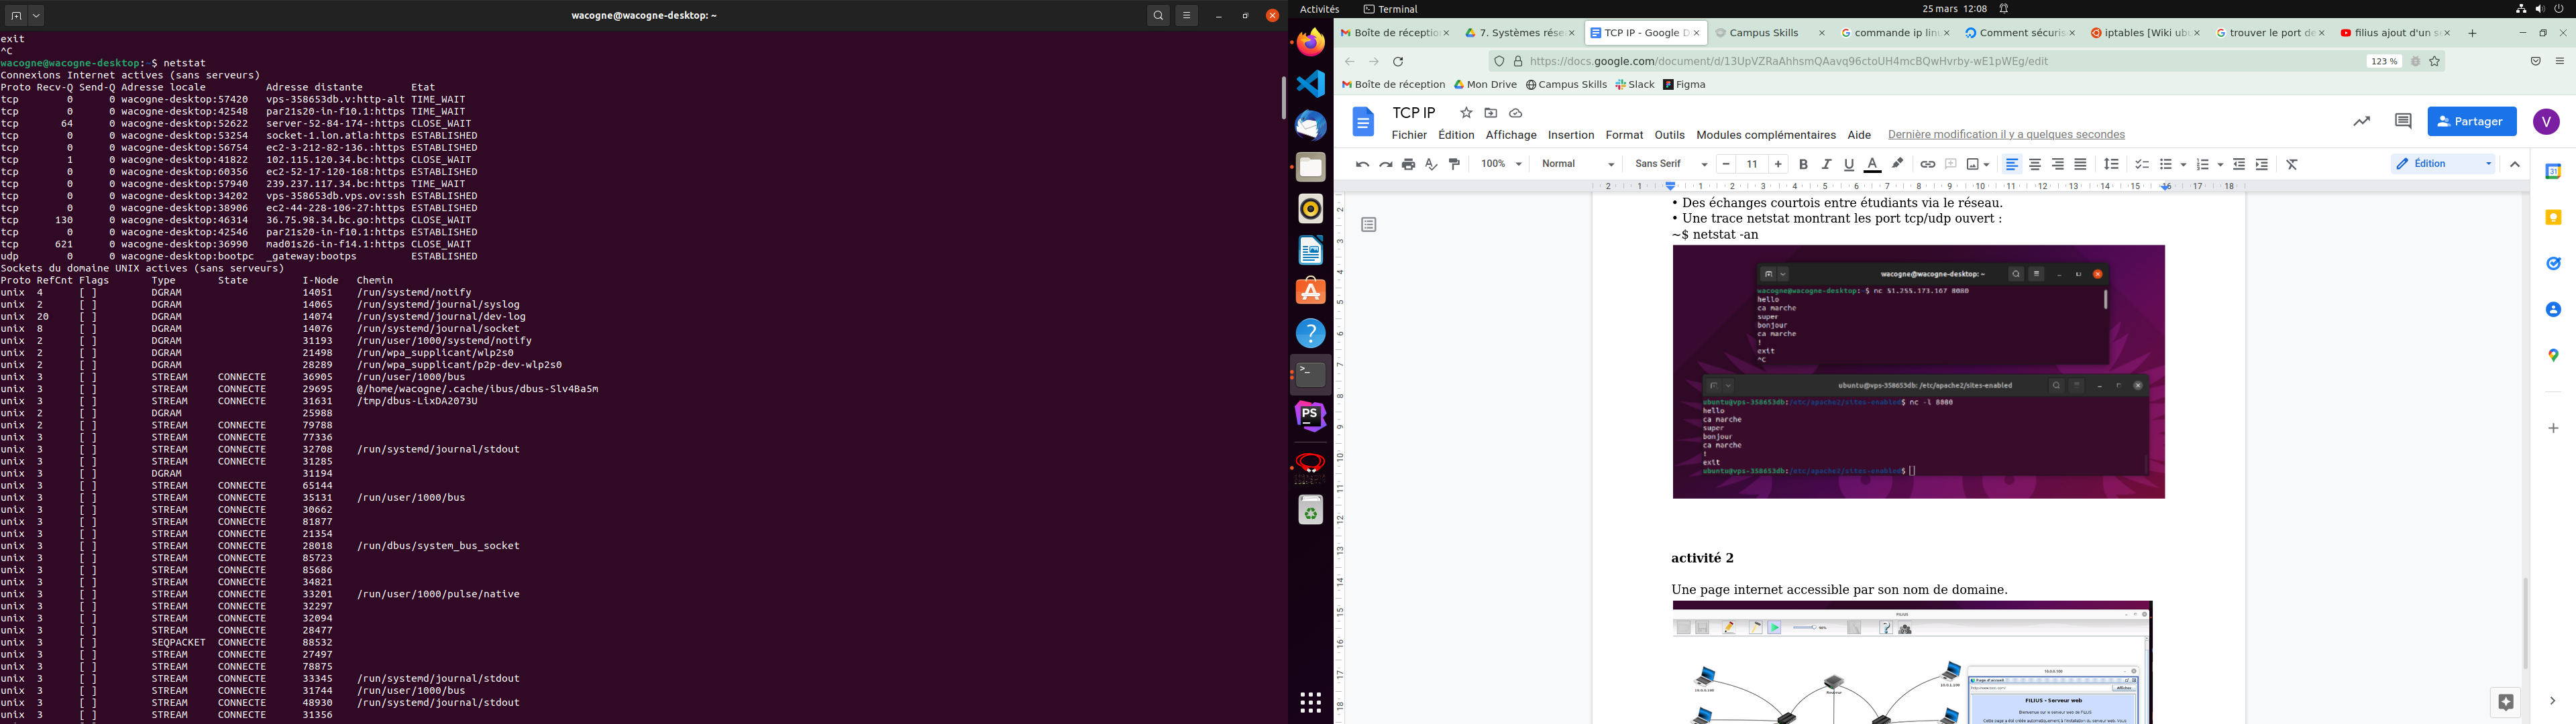 wacogne@wacogne-desktop: ~
exit
^C
wacogne@wacogne-desktop:~$ netstat
Connexions Internet actives (sans serveurs)
Proto Recv-Q Send-Q Adresse locale          Adresse distante        Etat
tcp        0      0 wacogne-desktop:57420   vps-358653db.v:http-alt TIME_WAIT
tcp        0      0 wacogne-desktop:42548   par21s20-in-f10.1:https TIME_WAIT
tcp       64      0 wacogne-desktop:52622   server-52-84-174-:https CLOSE_WAIT
tcp        0      0 wacogne-desktop:53254   socket-1.lon.atla:https ESTABLISHED
tcp        0      0 wacogne-desktop:56754   ec2-3-212-82-136.:https ESTABLISHED
tcp        1      0 wacogne-desktop:41822   102.115.120.34.bc:https CLOSE_WAIT
tcp        0      0 wacogne-desktop:60356   ec2-52-17-120-168:https ESTABLISHED
tcp        0      0 wacogne-desktop:57940   239.237.117.34.bc:https TIME_WAIT
tcp        0      0 wacogne-desktop:34202   vps-358653db.vps.ov:ssh ESTABLISHED
tcp        0      0 wacogne-desktop:38906   ec2-44-228-106-27:https ESTABLISHED
tcp      130      0 wacogne-desktop:46314   36.75.98.34.bc.go:https CLOSE_WAIT
tcp        0      0 wacogne-desktop:42546   par21s20-in-f10.1:https ESTABLISHED
tcp      621      0 wacogne-desktop:36990   mad01s26-in-f14.1:https CLOSE_WAIT
udp        0      0 wacogne-desktop:bootpc  _gateway:bootps         ESTABLISHED
Sockets du domaine UNIX actives (sans serveurs)
Proto RefCnt Flags       Type       State         I-Node   Chemin
unix  4      [ ]         DGRAM                    14051    /run/systemd/notify
unix  2      [ ]         DGRAM                    14065    /run/systemd/journal/syslog
unix  20     [ ]         DGRAM                    14074    /run/systemd/journal/dev-log
unix  8      [ ]         DGRAM                    14076    /run/systemd/journal/socket
unix  2      [ ]         DGRAM                    31193    /run/user/1000/systemd/notify
unix  2      [ ]         DGRAM                    21498    /run/wpa_supplicant/wlp2s0
unix  2      [ ]         DGRAM                    28289    /run/wpa_supplicant/p2p-dev-wlp2s0
unix  3      [ ]         STREAM     CONNECTE      36905    /run/user/1000/bus
unix  3      [ ]         STREAM     CONNECTE      29695    @/home/wacogne/.cache/ibus/dbus-Slv4Ba5m
unix  3      [ ]         STREAM     CONNECTE      31631    /tmp/dbus-LixDA2073U
unix  2      [ ]         DGRAM                    25988
unix  2      [ ]         STREAM     CONNECTE      79788
unix  3      [ ]         STREAM     CONNECTE      77336
unix  3      [ ]         STREAM     CONNECTE      32708    /run/systemd/journal/stdout
unix  3      [ ]         STREAM     CONNECTE      31285
unix  3      [ ]         DGRAM                    31194
unix  3      [ ]         STREAM     CONNECTE      65144
unix  3      [ ]         STREAM     CONNECTE      35131    /run/user/1000/bus
unix  3      [ ]         STREAM     CONNECTE      30662
unix  3      [ ]         STREAM     CONNECTE      81877
unix  3      [ ]         STREAM     CONNECTE      21354
unix  3      [ ]         STREAM     CONNECTE      28018    /run/dbus/system_bus_socket
unix  3      [ ]         STREAM     CONNECTE      85723
unix  3      [ ]         STREAM     CONNECTE      85686
unix  3      [ ]         STREAM     CONNECTE      34821
unix  3      [ ]         STREAM     CONNECTE      33201    /run/user/1000/pulse/native
unix  3      [ ]         STREAM     CONNECTE      32297
unix  3      [ ]         STREAM     CONNECTE      32094
unix  3      [ ]         STREAM     CONNECTE      28477
unix  3      [ ]         SEQPACKET  CONNECTE      88532
unix  3      [ ]         STREAM     CONNECTE      27497
unix  3      [ ]         STREAM     CONNECTE      78875
unix  3      [ ]         STREAM     CONNECTE      33345    /run/systemd/journal/stdout
unix  3      [ ]         STREAM     CONNECTE      31744    /run/user/1000/bus
unix  3      [ ]         STREAM     CONNECTE      48930    /run/systemd/journal/stdout
unix  3      [ ]         STREAM     CONNECTE      31356
Activités Terminal 25 mars 12:08
Boîte de réceptio 7. Systèmes rése TCP IP - Google D Campus Skills commande ip linu Comment sécuris iptables [Wiki ubu trouver le port de filius ajout d'un se
https://docs.google.com/document/d/13UpVZRaAhhsmQAavq96ctoUH4mcBQwHvrby-wE1pWEg/edit 123 %
Boîte de réception Mon Drive Campus Skills Slack Figma
TCP IP
Partager V
Fichier Édition Affichage Insertion Format Outils Modules complémentaires Aide Dernière modification il y a quelques secondes
100% Normal Sans Serif 11 Édition
• Des échanges courtois entre étudiants via le réseau.
• Une trace netstat montrant les port tcp/udp ouvert :
~$ netstat -an
wacogne@wacogne-desktop: ~
wacogne@wacogne-desktop:~$ nc 51.255.173.167 8080
hello
ca marche
super
bonjour
ca marche
!
exit
^C
ubuntu@vps-358653db: /etc/apache2/sites-enabled
ubuntu@vps-358653db:/etc/apache2/sites-enabled$ nc -l 8080
hello
ca marche
super
bonjour
ca marche
!
exit
ubuntu@vps-358653db:/etc/apache2/sites-enabled$
activité 2
Une page internet accessible par son nom de domaine.
FILIUS
FILIUS - Serveur web